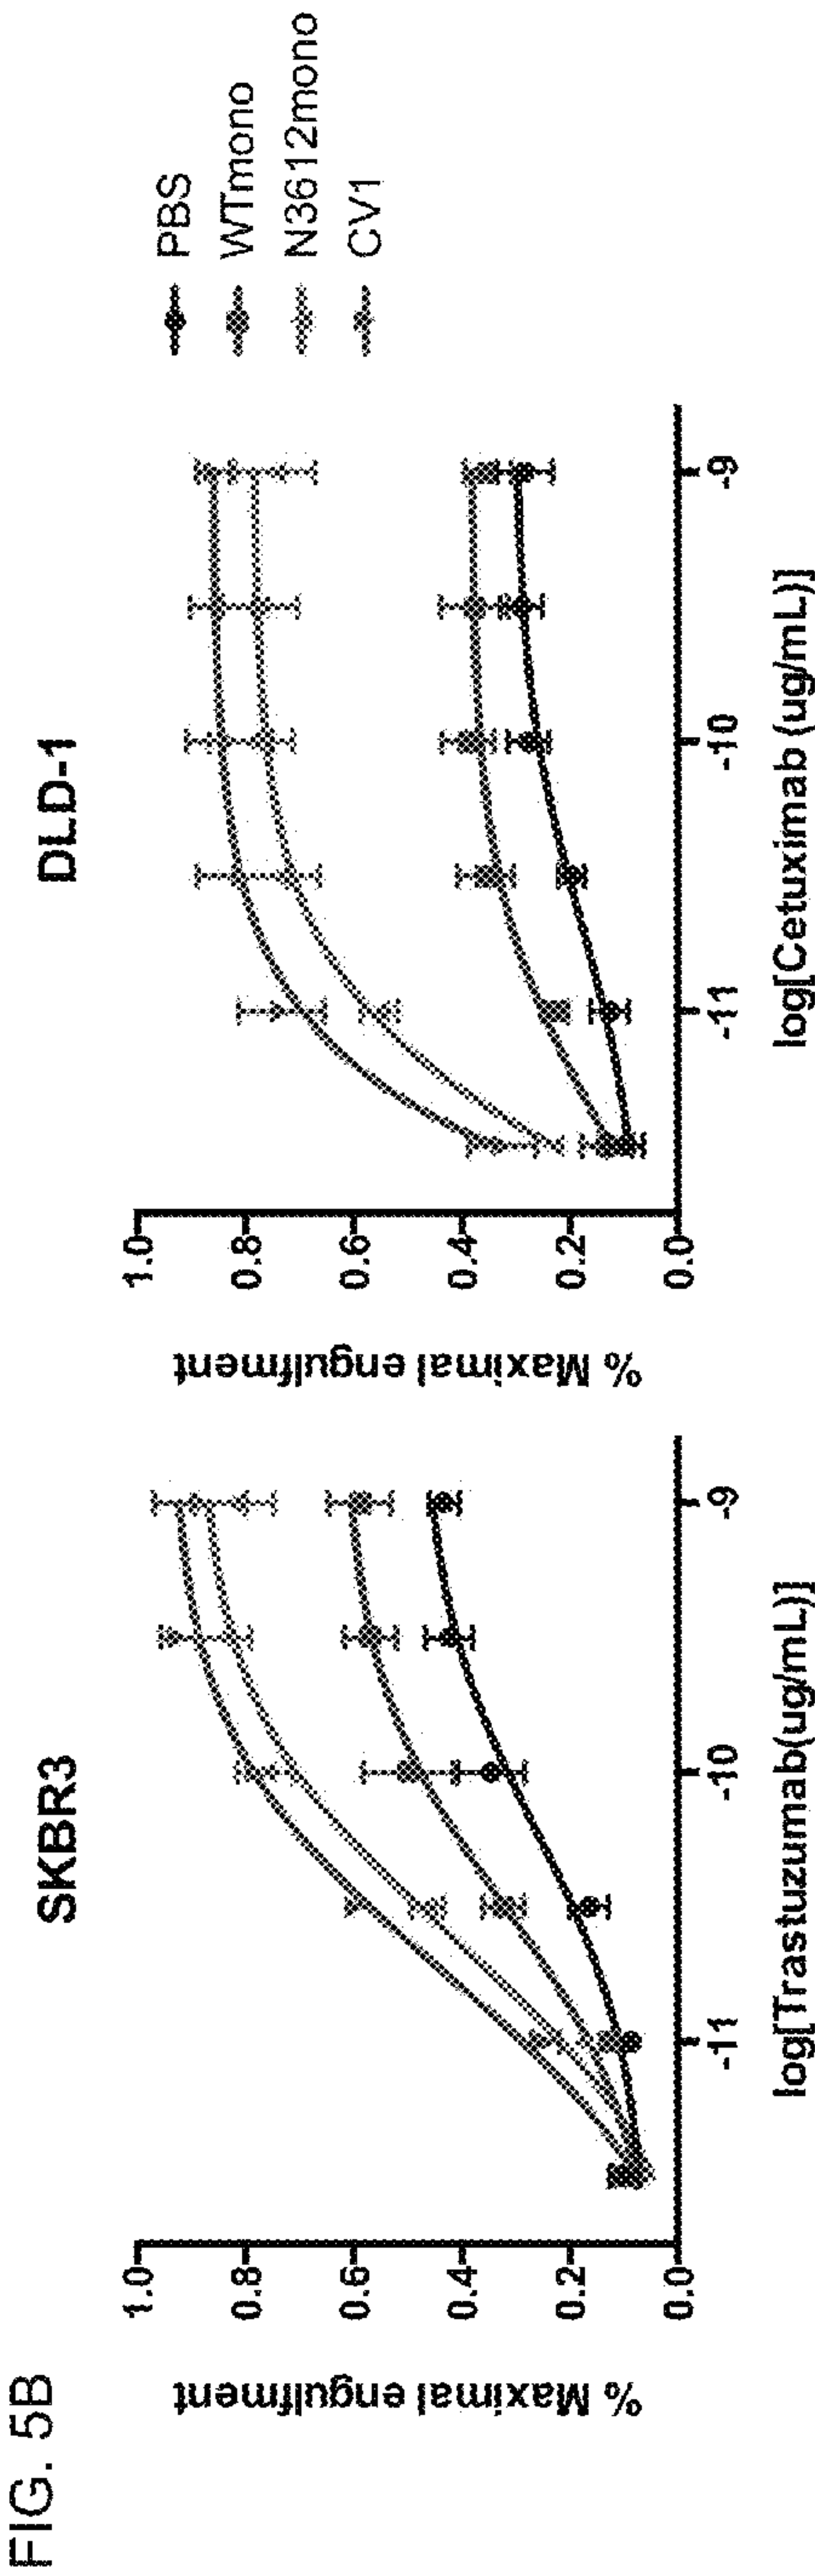 FIG. 5B
SKBR3
% Maximal engulfment
1.0
0.8
0.6
0.4
0.2
0.0
-11
-10
-9
log[Trastuzumab(ug/mL)]
DLD-1
% Maximal engulfment
1.0
0.8
0.6
0.4
0.2
0.0
-11
-10
-9
log[Cetuximab (ug/mL)]
PBS
WTmono
N3612mono
CV1